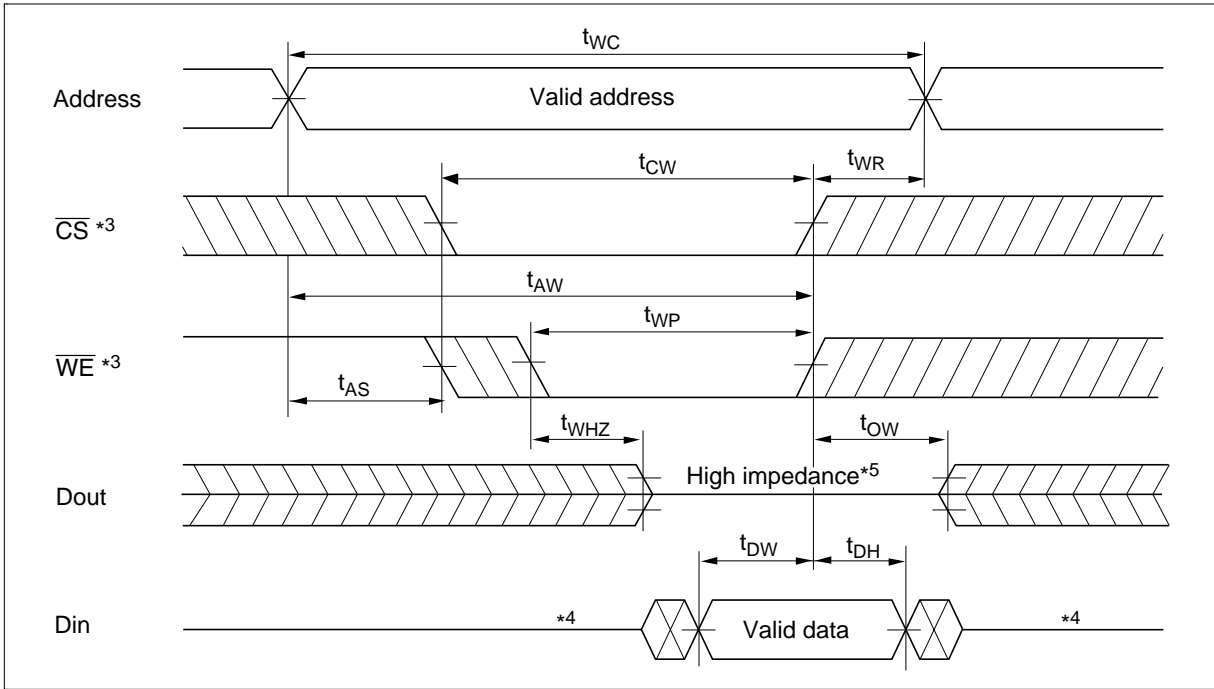 tWC
Address
Valid address
tCW
tWR
CS *3
tAW
tWP
WE *3
tAS
tWHZ
tOW
High impedance*5
Dout
tDW
tDH
Din
*4
Valid data
*4